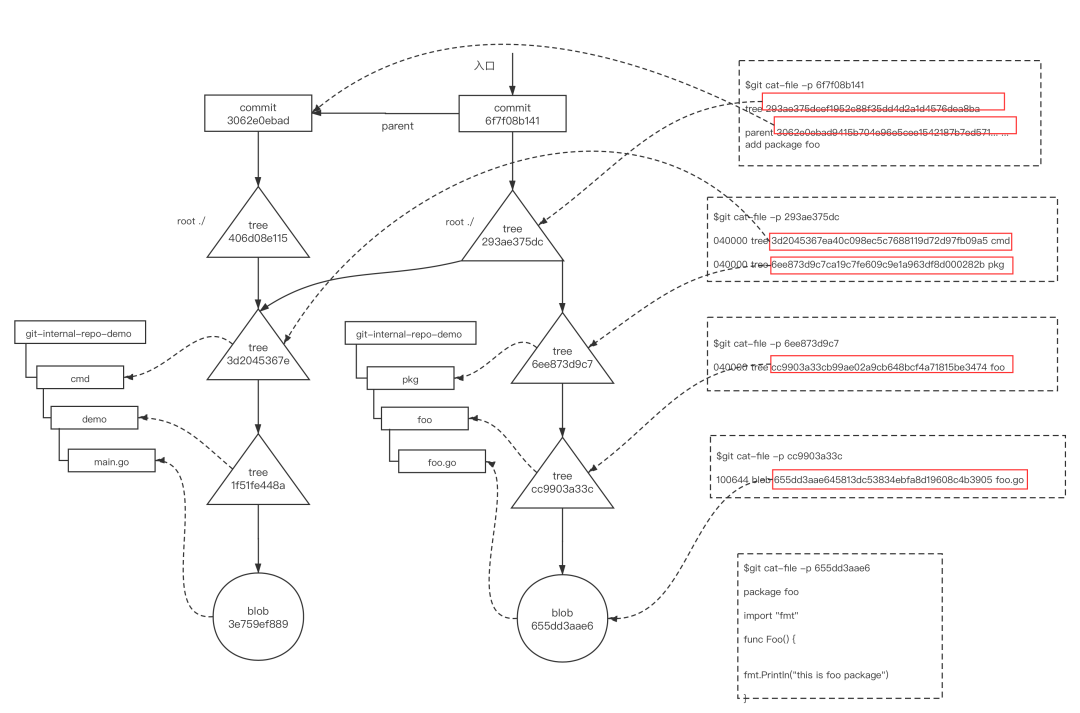 入口
commit
3062e0ebad
parent
commit
6f7f08b141
root ./
tree
406d08e115
root ./
tree
293ae375dc
git-internal-repo-demo
cmd
demo
main.go
tree
3d2045367e
tree
1f51fe448a
blob
3e759ef889
git-internal-repo-demo
pkg
foo
foo.go
tree
6ee873d9c7
tree
cc9903a33c
blob
655dd3aae6
$git cat-file -p 6f7f08b141
tree 293ae375dcef1952c88f35dd4d2a1d4576dea8ba
parent 3062e0ebad9415b704e96e5cee1542187b7ed571... ...
add package foo
$git cat-file -p 293ae375dc
040000 tree 3d2045367ea40c098ec5c7688119d72d97fb09a5 cmd
040000 tree 6ee873d9c7ca19c7fe609c9e1a963df8d000282b pkg
$git cat-file -p 6ee873d9c7
040000 tree cc9903a33cb99ae02a9cb648bcf4a71815be3474 foo
$git cat-file -p cc9903a33c
100644 blob 655dd3aae645813dc53834ebfa8d19608c4b3905 foo.go
$git cat-file -p 655dd3aae6
package foo
import "fmt"
func Foo() {
fmt.Println("this is foo package")
}